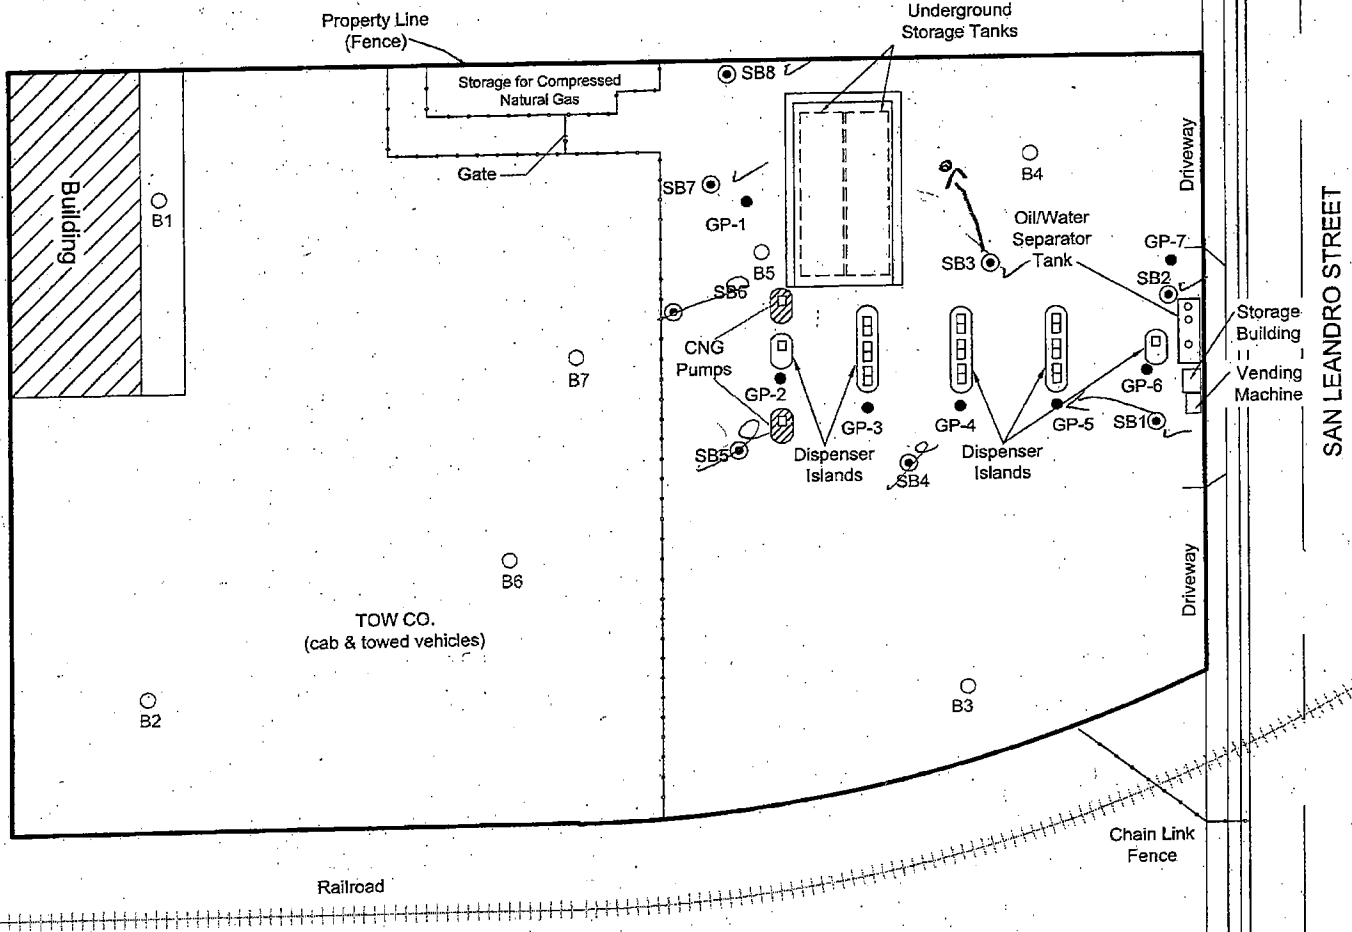 Property Line
(Fence)
Underground
Storage Tanks
Storage for Compressed
Natural Gas
SB8
Gate
Building
B1
SB7
GP-1
B5
SB6
B4
Driveway
Oil/Water
Separator
Tank
SB3
GP-7
SB2
SAN LEANDRO STREET
Storage
Building
Vending
Machine
CNG
Pumps
B7
GP-2
GP-3
GP-4
GP-5
GP-6
SB1
SB5
Dispenser
Islands
SB4
Dispenser
Islands
B6
Driveway
TOW CO.
(cab & towed vehicles)
B2
B3
Chain Link
Fence
Railroad